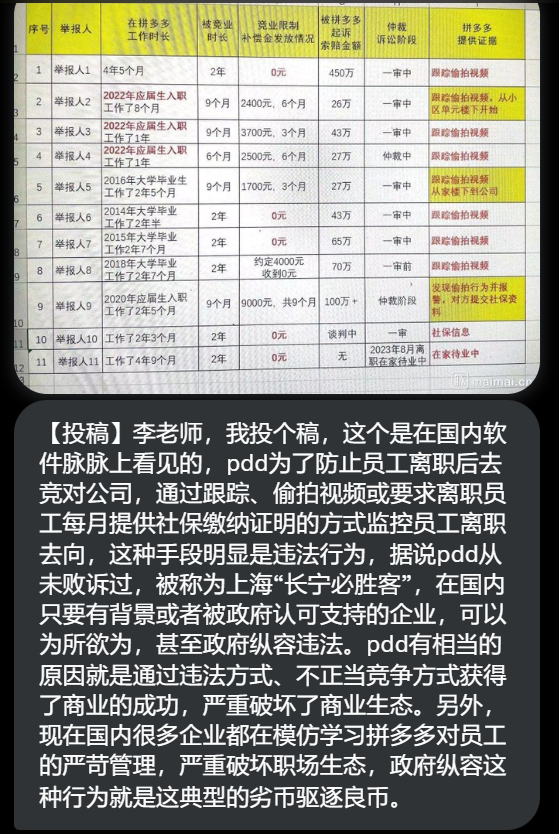 序号 举报人 在拼多多工作时长 被竞业时长 竞业限制补偿金发放情况 被拼多多起诉索赔金额 仲裁诉讼阶段 拼多多提供证据
1 举报人1 4年5个月 2年 0元 450万 一审中 跟踪偷拍视频
2 举报人2 2022年应届生入职工作了8个月 9个月 2400元，6个月 26万 一审中 跟踪偷拍视频，从小区单元楼下开始
3 举报人3 2022年应届生入职工作了1年 9个月 3700元，3个月 43万 一审中 跟踪偷拍视频
4 举报人4 2022年应届生入职工作了1年 6个月 2500元，6个月 27万 仲裁中 跟踪偷拍视频
5 举报人5 2016年大学毕业生工作了2年5个月 9个月 1700元，3个月 27万 一审中 跟踪偷拍视频从家楼下到公司
6 举报人6 2014年大学毕业工作了2年半 2年 0元 43万 一审中 跟踪偷拍视频
7 举报人7 2015年大学毕业工作2年7个月 2年 0元 65万 一审中 跟踪偷拍视频
8 举报人8 2018年大学毕业工作了2年7个月 2年 约定4000元收到0元 70万 一审前 跟踪偷拍视频
9 举报人9 2020年应届生入职工作了2年5个月 9个月 9000元，共9个月 100万+ 仲裁阶段 发现偷拍行为并报警，对方提交社保资料
10 举报人10 工作了2年3个月 2年 0元 谈判中 一审 社保信息
11 举报人11 工作了4年9个月 2年 0元 无 2023年8月离职在家待业中 在家待业中
maimai.cn
【投稿】李老师，我投个稿，这个是在国内软
件脉脉上看见的，pdd为了防止员工离职后去
竞对公司，通过跟踪、偷拍视频或要求离职员
工每月提供社保缴纳证明的方式监控员工离职
去向，这种手段明显是违法行为，据说pdd从
未败诉过，被称为上海“长宁必胜客”，在国内
只要有背景或者被政府认可支持的企业，可以
为所欲为，甚至政府纵容违法。pdd有相当的
原因就是通过违法方式、不正当竞争方式获得
了商业的成功，严重破坏了商业生态。另外，
现在国内很多企业都在模仿学习拼多多对员工
的严苛管理，严重破坏职场生态，政府纵容这
种行为就是这典型的劣币驱逐良币。